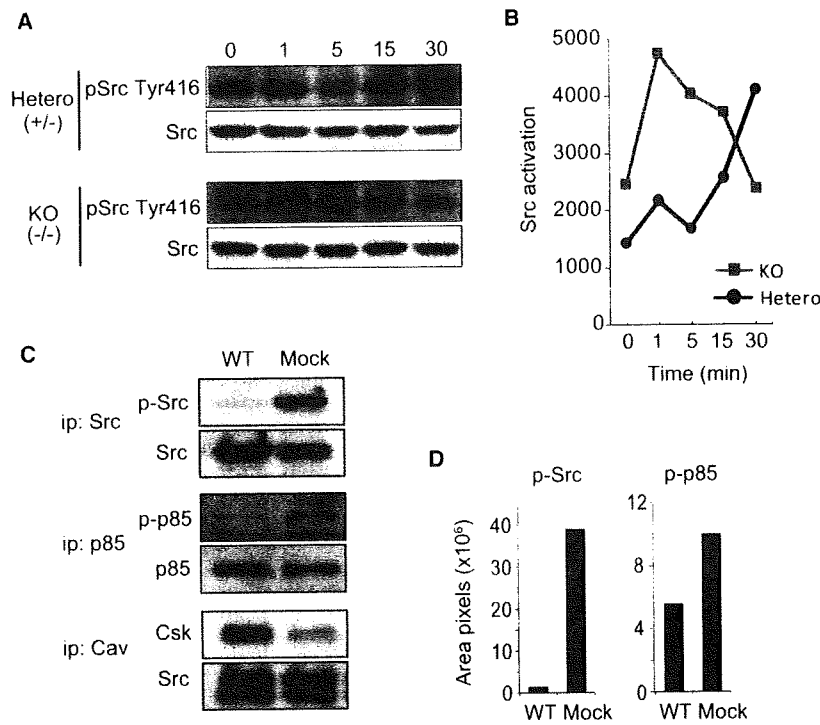 A
0 1 5 15 30
Hetero
(+/-)
pSrc Tyr416
Src
KO
(-/-)
pSrc Tyr416
Src
B
5000
4000
3000
2000
1000
0
Src activation
KO
Hetero
0 1 5 15 30
Time (min)
C
WT Mock
ip: Src
p-Src
Src
ip: p85
p-p85
p85
ip: Cav
Csk
Src
D
p-Src
Area pixels (x10⁶)
40
30
20
10
0
WT Mock
p-p85
12
8
4
0
WT Mock